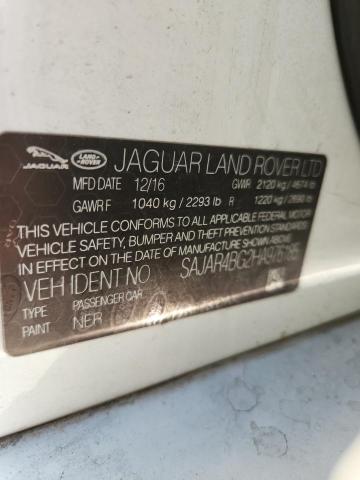 JAGUAR LAND-ROVER JAGUAR LAND ROVER LTD
MFD DATE 12/16 GWR 2120 kg / 4674 lb
GAWR F 1040 kg / 2293 lb R 1220 kg / 2690 lb
THIS VEHICLE CONFORMS TO ALL APPLICABLE FEDERAL MOTOR
VEHICLE SAFETY, BUMPER AND THEFT PREVENTION STANDARDS
IN EFFECT ON THE DATE OF MANUFACTURE SHOWN ABOVE
VEH IDENT NO
TYPE PASSENGER CAR
PAINT NER